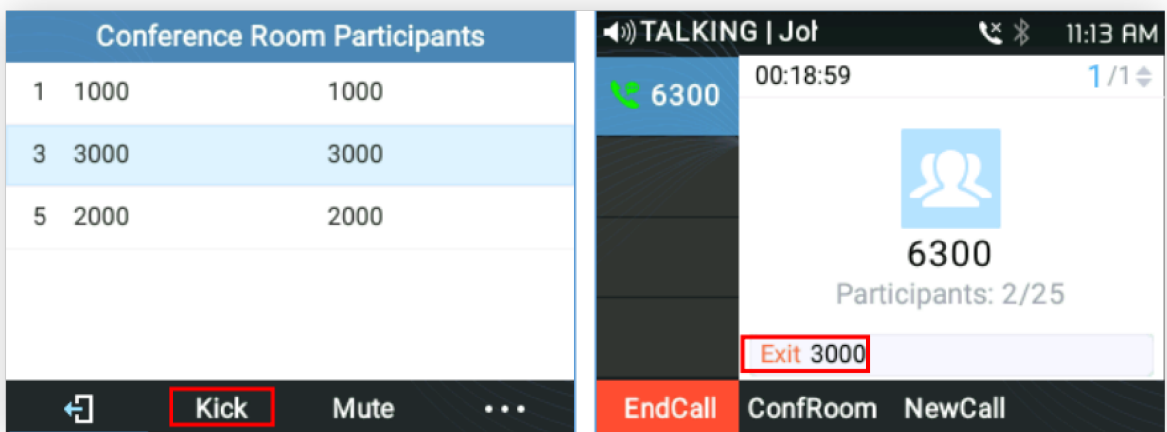 Conference Room Participants
1 1000 1000
3 3000 3000
5 2000 2000
Kick Mute ...
TALKING | Joh 11:13 AM
6300
00:18:59 1/1
6300
Participants: 2/25
Exit 3000
EndCall ConfRoom NewCall